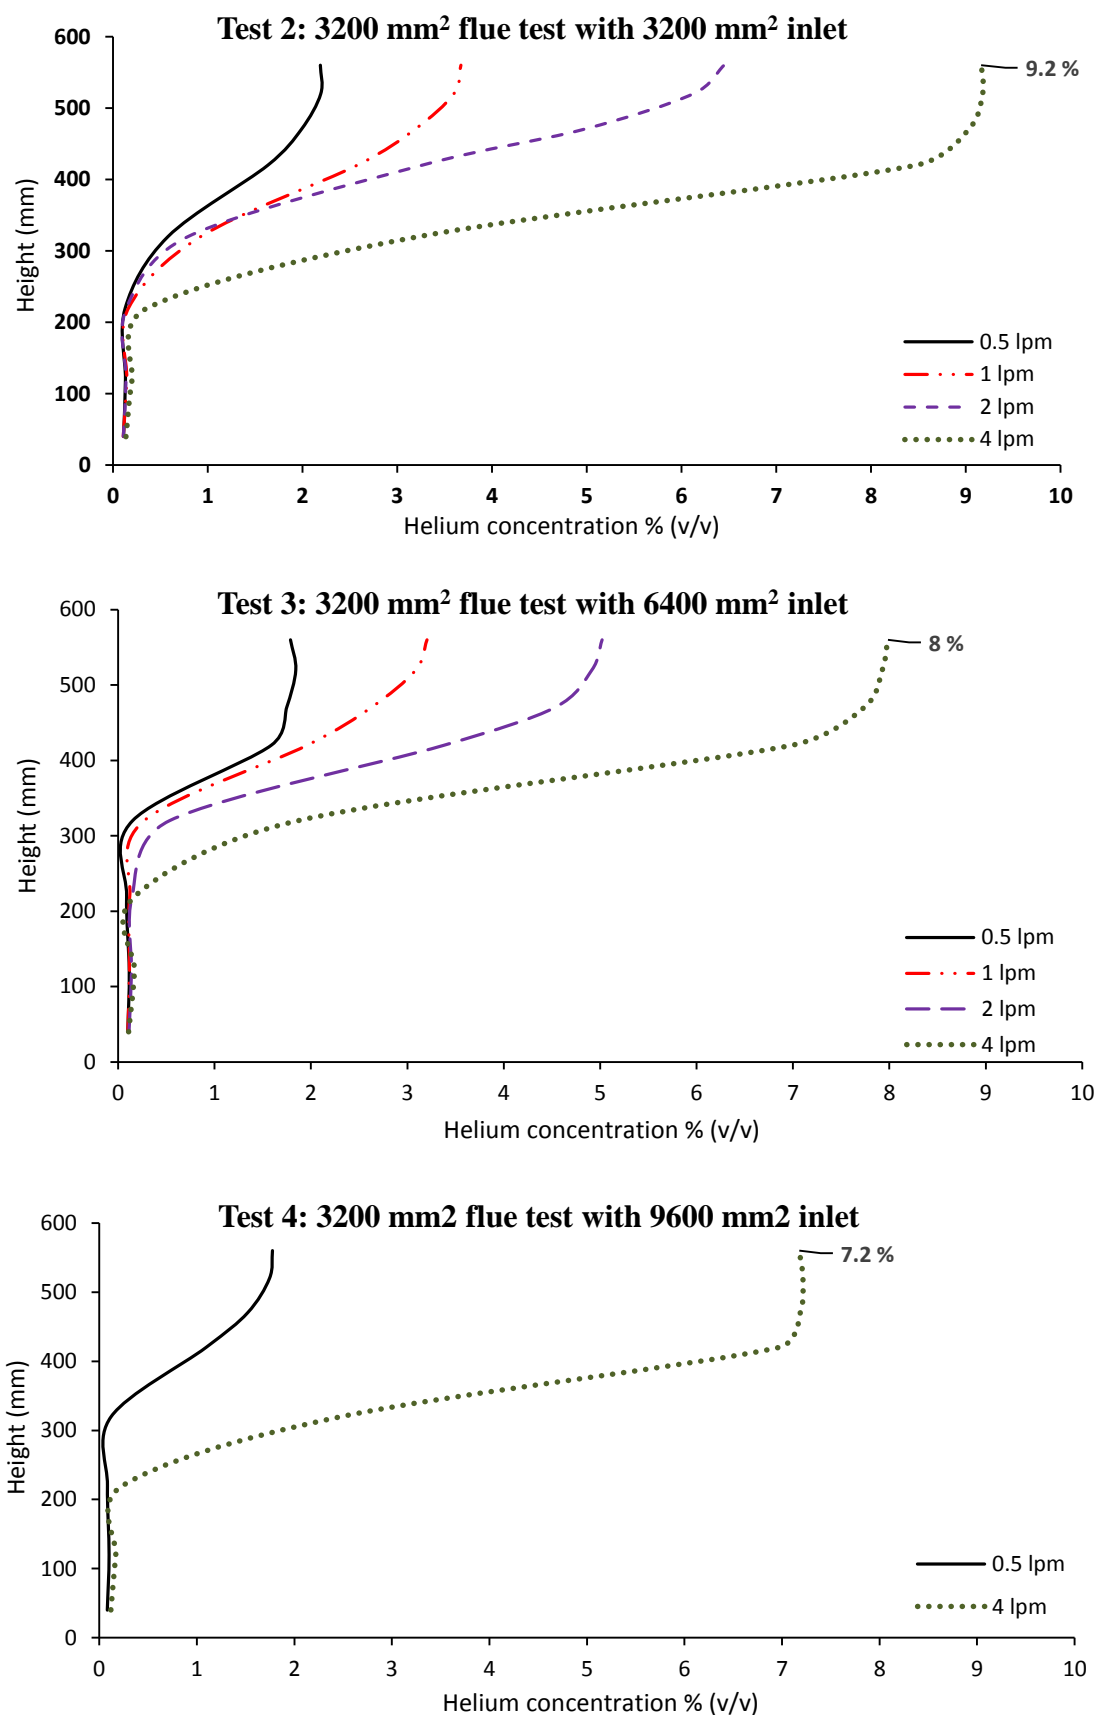 Test 2: 3200 mm² flue test with 3200 mm² inlet
600
500
400
300
200
100
0
Height (mm)
9.2 %
0.5 lpm
1 lpm
2 lpm
4 lpm
0 1 2 3 4 5 6 7 8 9 10
Helium concentration % (v/v)
Test 3: 3200 mm² flue test with 6400 mm² inlet
600
500
400
300
200
100
0
Height (mm)
8 %
0.5 lpm
1 lpm
2 lpm
4 lpm
0 1 2 3 4 5 6 7 8 9 10
Helium concentration % (v/v)
Test 4: 3200 mm2 flue test with 9600 mm2 inlet
600
500
400
300
200
100
0
Height (mm)
7.2 %
0.5 lpm
4 lpm
0 1 2 3 4 5 6 7 8 9 10
Helium concentration % (v/v)